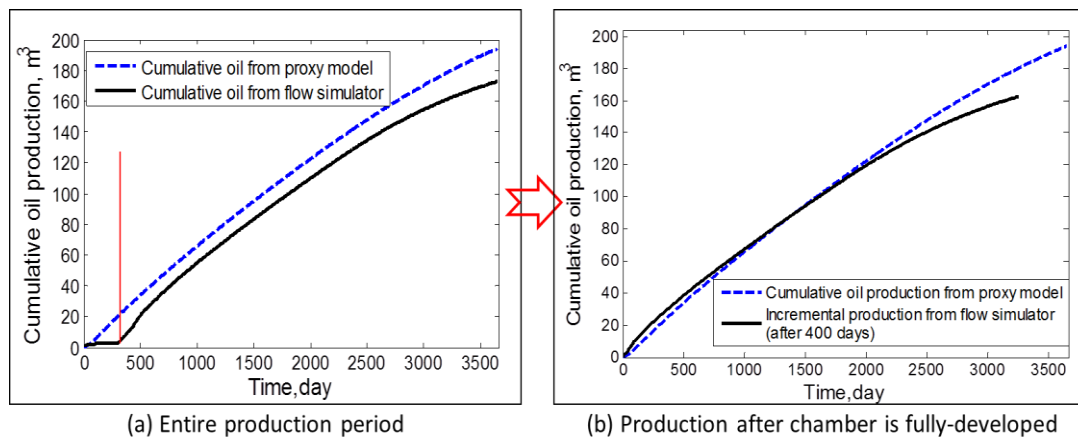 200
180
160
140
120
100
80
60
40
20
0
Cumulative oil production, m³
Cumulative oil from proxy model
Cumulative oil from flow simulator
0 500 1000 1500 2000 2500 3000 3500
Time,day
(a) Entire production period
200
180
160
140
120
100
80
60
40
20
0
Cumulative oil production, m³
Cumulative oil production from proxy model
Incremental production from flow simulator
(after 400 days)
0 500 1000 1500 2000 2500 3000 3500
Time,day
(b) Production after chamber is fully-developed